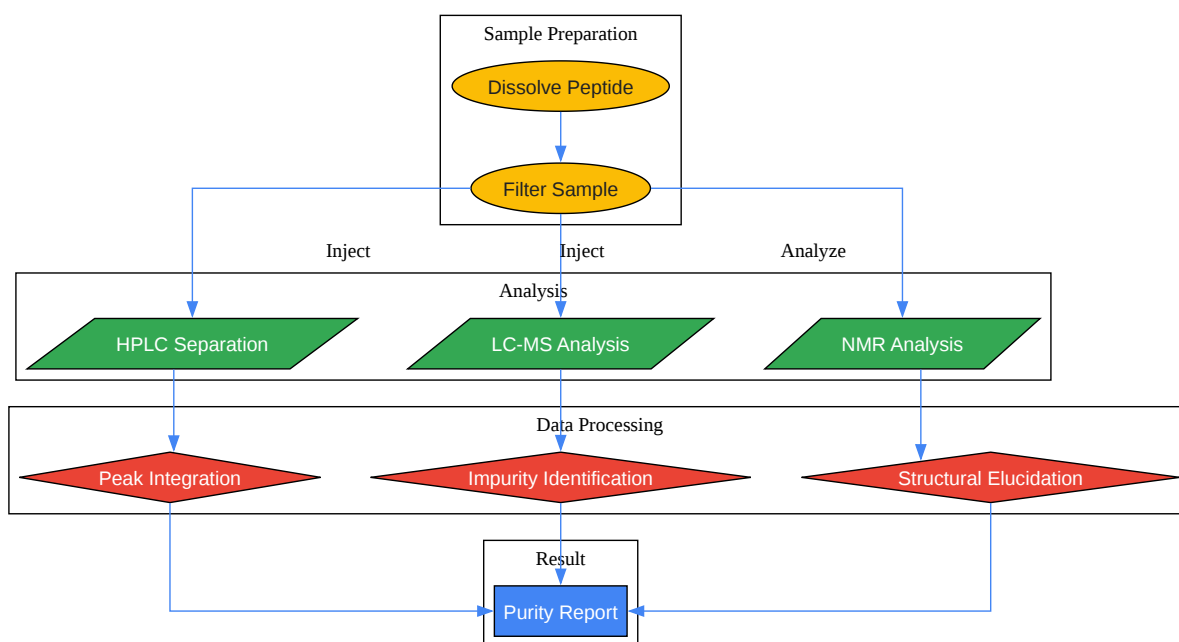 Sample Preparation
Dissolve Peptide
Filter Sample
Inject
Inject
Analyze
Analysis
HPLC Separation
LC-MS Analysis
NMR Analysis
Data Processing
Peak Integration
Impurity Identification
Structural Elucidation
Result
Purity Report